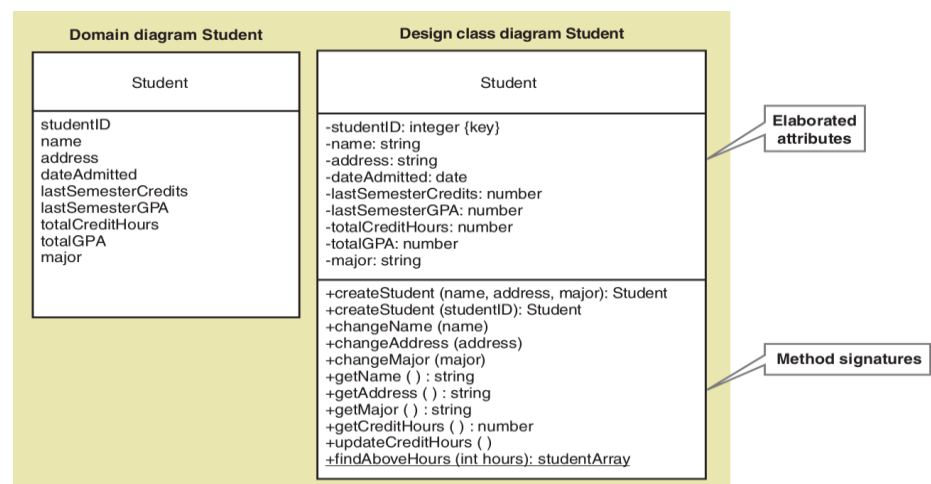 Domain diagram Student
Student
studentID
name
address
dateAdmitted
lastSemesterCredits
lastSemesterGPA
totalCreditHours
totalGPA
major
Design class diagram Student
Student
-studentID: integer {key}
-name: string
-address: string
-dateAdmitted: date
-lastSemesterCredits: number
-lastSemesterGPA: number
-totalCreditHours: number
-totalGPA: number
-major: string
+createStudent (name, address, major): Student
+createStudent (studentID): Student
+changeName (name)
+changeAddress (address)
+changeMajor (major)
+getName ( ) : string
+getAddress ( ) : string
+getMajor ( ) : string
+getCreditHours ( ) : number
+updateCreditHours ( )
+findAboveHours (int hours): studentArray
Elaborated
attributes
Method signatures